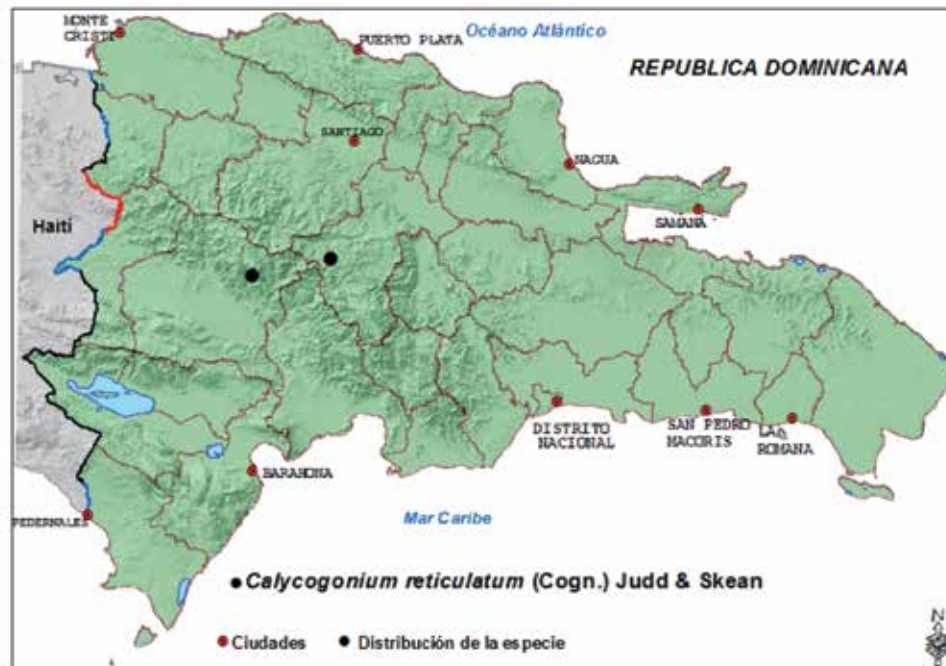 MONTE
CRISTI
Océano Atlántico
PUERTO PLATA
REPUBLICA DOMINICANA
SANTIAGO
NAGUA
SAMANA
Haití
DISTRITO
NACIONAL
SAN PEDRO
MACORIS
LA
ROMANA
BARAHONA
PEDERNALES
Mar Caribe
Calycogonium reticulatum (Cogn.) Judd & Skean
Ciudades
Distribución de la especie
N